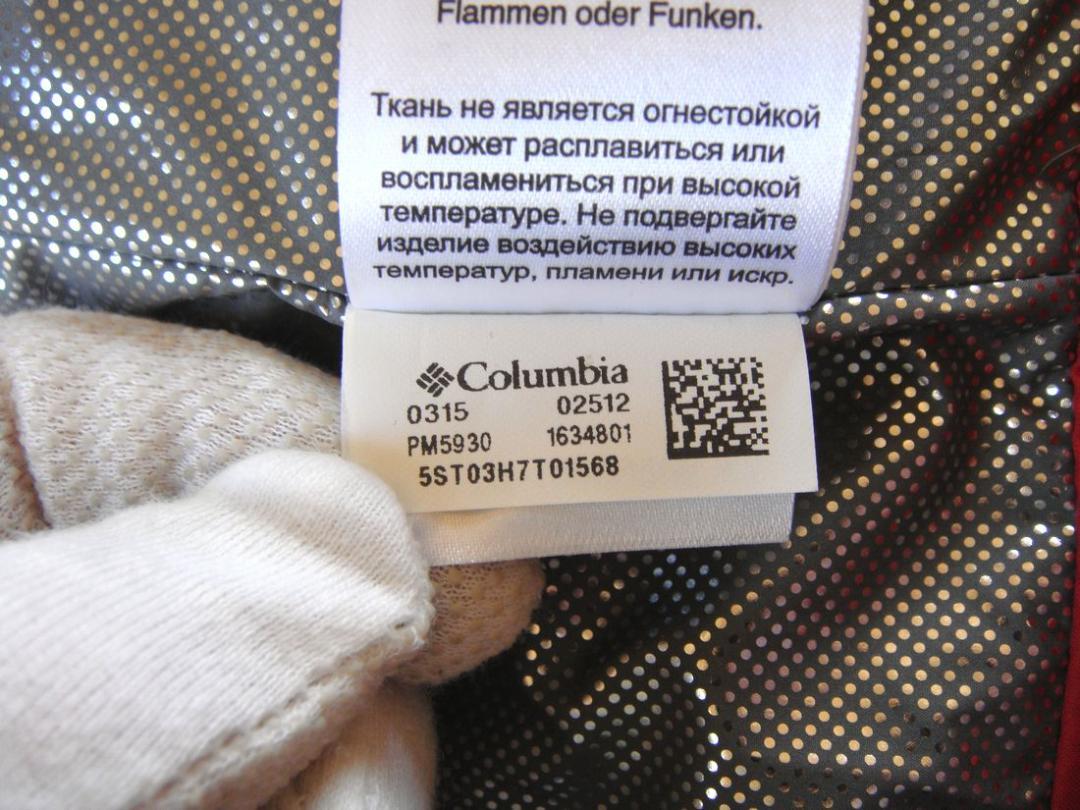 Flammen oder Funken.
Ткань не является огнестойкой
и может расплавиться или
воспламениться при высокой
температуре. Не подвергайте
изделие воздействию высоких
температур, пламени или искр.
Columbia
0315 02512
PM5930 1634801
5ST03H7T01568